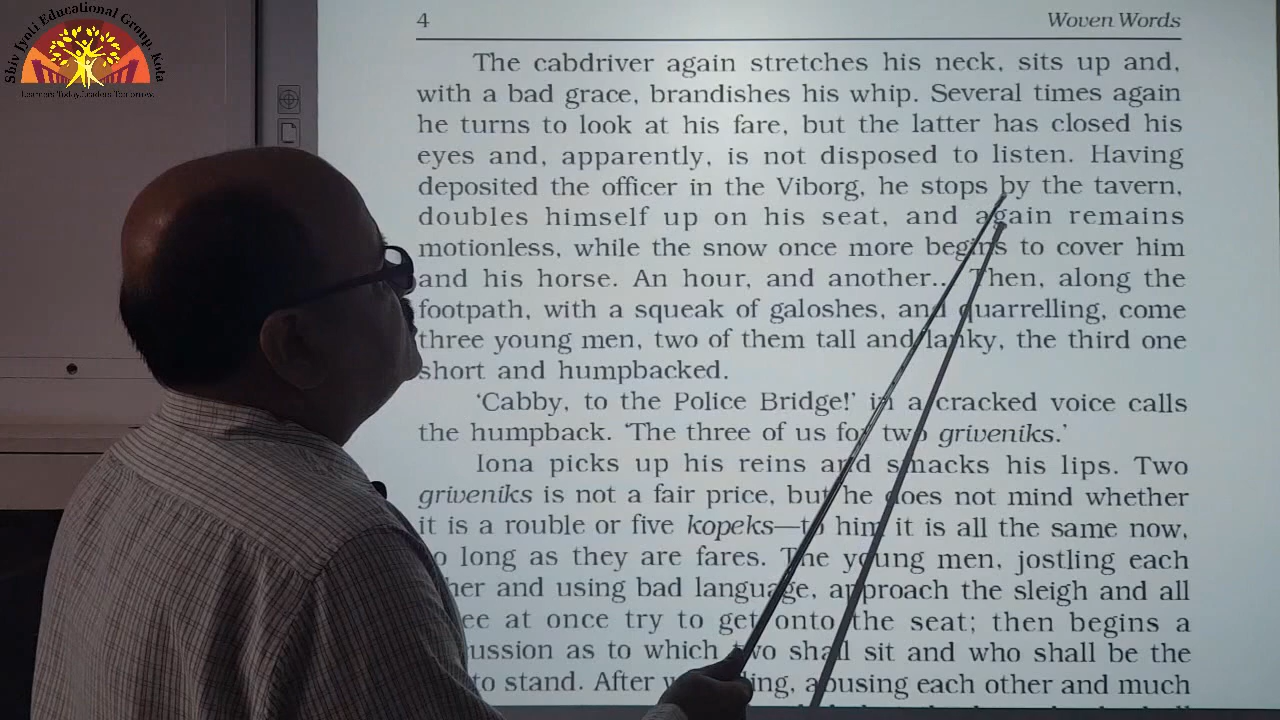 Shiv Jyoti Educational Group, Kota
Learners Today...Leaders Tomorrow.
4 Woven Words
The cabdriver again stretches his neck, sits up and,
with a bad grace, brandishes his whip. Several times again
he turns to look at his fare, but the latter has closed his
eyes and, apparently, is not disposed to listen. Having
deposited the officer in the Viborg, he stops by the tavern,
doubles himself up on his seat, and again remains
motionless, while the snow once more begins to cover him
and his horse. An hour, and another... Then, along the
footpath, with a squeak of galoshes, and quarrelling, come
three young men, two of them tall and lanky, the third one
short and humpbacked.
‘Cabby, to the Police Bridge!’ in a cracked voice calls
the humpback. ‘The three of us for two griveniks.’
Iona picks up his reins and smacks his lips. Two
griveniks is not a fair price, but he does not mind whether
it is a rouble or five kopeks—to him it is all the same now,
so long as they are fares. The young men, jostling each
other and using bad language, approach the sleigh and all
three at once try to get onto the seat; then begins a
discussion as to which two shall sit and who shall be the
to stand. After abusing each other and much